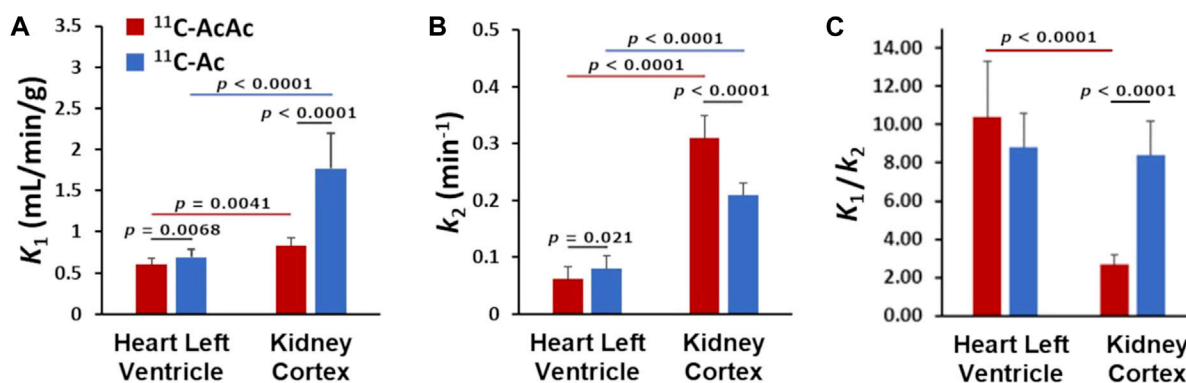 A
¹¹C-AcAc
¹¹C-Ac
K₁ (mL/min/g)
3.5
3
2.5
2
1.5
1
0.5
0
p < 0.0001
p < 0.0001
p = 0.0041
p = 0.0068
Heart Left
Ventricle
Kidney
Cortex
B
k₂ (min⁻¹)
0.5
0.4
0.3
0.2
0.1
0
p < 0.0001
p < 0.0001
p < 0.0001
p = 0.021
Heart Left
Ventricle
Kidney
Cortex
C
K₁/k₂
14.00
12.00
10.00
8.00
6.00
4.00
2.00
0.00
p < 0.0001
p < 0.0001
Heart Left
Ventricle
Kidney
Cortex